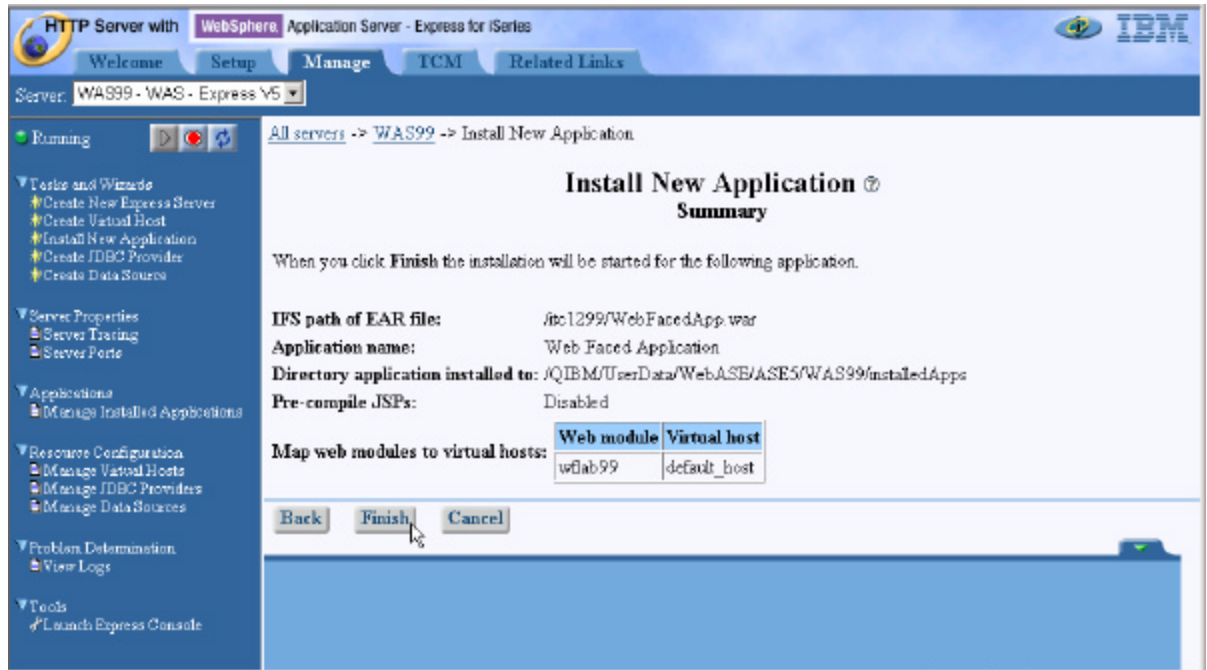 HTTP Server with WebSphere. Application Server - Express for iSeries
IBM
Welcome Setup Manage TCM Related Links
Server: WAS99 - WAS - Express V5
Running
Tasks and Wizards
Create New Express Server
Create Virtual Host
Install New Application
Create JDBC Provider
Create Data Source
Server Properties
Server Tracing
Server Ports
Applications
Manage Installed Applications
Resource Configuration
Manage Virtual Hosts
Manage JDBC Providers
Manage Data Sources
Problem Determination
View Logs
Tools
Launch Express Console
All servers -> WAS99 -> Install New Application
Install New Application ?
Summary
When you click Finish the installation will be started for the following application.
IFS path of EAR file: /itc1299/WebFacedApp.war
Application name: Web Faced Application
Directory application installed to: /QIBM/UserData/WebASE/ASE5/WAS99/installedApps
Pre-compile JSPs: Disabled
Map web modules to virtual hosts:
Web module Virtual host
wflab99 default_host
Back Finish Cancel